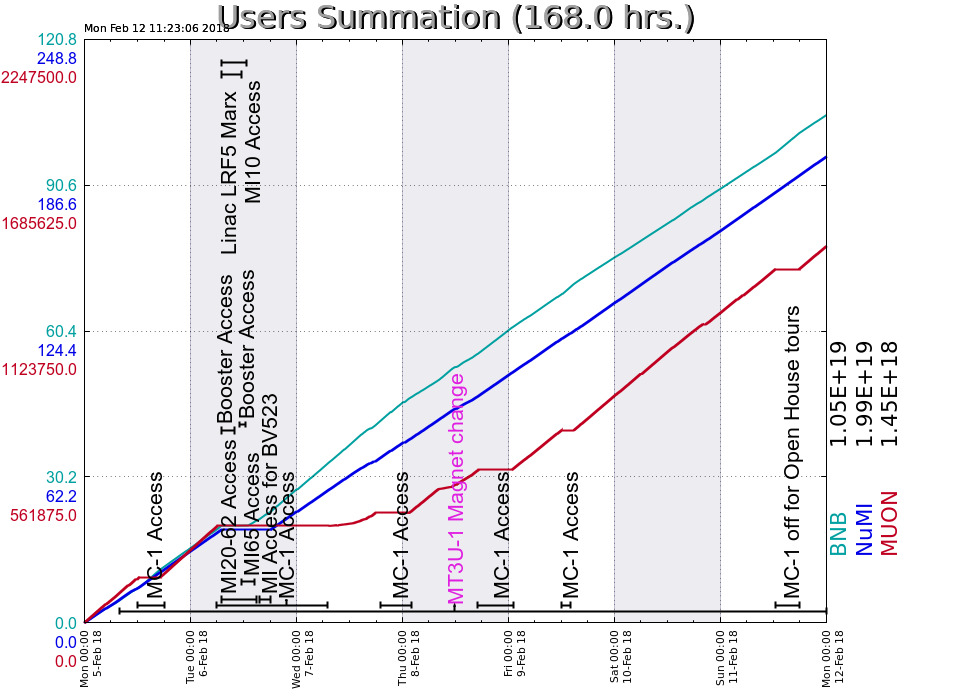 Users Summation (168.0 hrs.)
Mon Feb 12 11:23:06 2018
120.8
248.8
2247500.0
90.6
186.6
1685625.0
60.4
124.4
1123750.0
30.2
62.2
561875.0
0.0
0.0
0.0
MC-1 Access
MI20-62 Access
Booster Access
Linac LRF5 Marx
MI65 Access
Booster Access
MI10 Access
MI Access for BV523
MC-1 Access
MC-1 Access
MT3U-1 Magnet change
MC-1 Access
MC-1 Access
MC-1 off for Open House tours
BNB 1.05E+19
NuMI 1.99E+19
MUON 1.45E+18
Mon 00:00
5-Feb 18
Tue 00:00
6-Feb 18
Wed 00:00
7-Feb 18
Thu 00:00
8-Feb 18
Fri 00:00
9-Feb 18
Sat 00:00
10-Feb 18
Sun 00:00
11-Feb 18
Mon 00:00
12-Feb 18